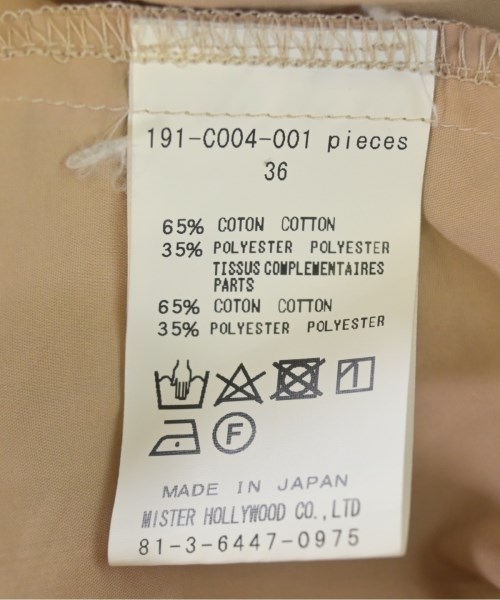 191-C004-001 pieces
36
65% COTON COTTON
35% POLYESTER POLYESTER
TISSUS COMPLEMENTAIRES
PARTS
65% COTON COTTON
35% POLYESTER POLYESTER
F
MADE IN JAPAN
MISTER HOLLYWOOD CO.,LTD
81-3-6447-0975